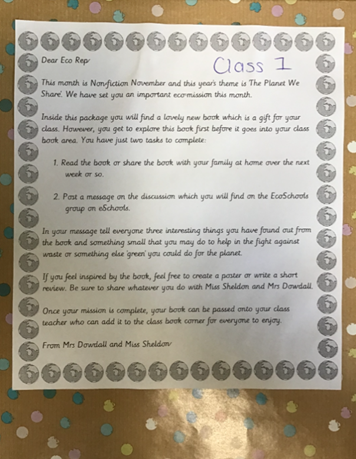 Dear Eco Rep
Class 1
This month is Non-fiction November and this year's theme is 'The Planet We
Share'. We have set you an important eco-mission this month.
Inside this package you will find a lovely new book which is a gift for your
class. However, you get to explore this book first before it goes into your class
book area. You have just two tasks to complete:
1. Read the book or share the book with your family at home over the next
week or so.
2. Post a message on the discussion which you will find on the EcoSchools
group on eSchools.
In your message tell everyone three interesting things you have found out from
the book and something small that you may do to help in the fight against
waste or something else 'green' you could do for the planet.
If you feel inspired by the book, feel free to create a poster or write a short
review. Be sure to share whatever you do with Miss Sheldon and Mrs Dowdall.
Once your mission is complete, your book can be passed onto your class
teacher who can add it to the class book corner for everyone to enjoy.
From Mrs Dowdall and Miss Sheldon